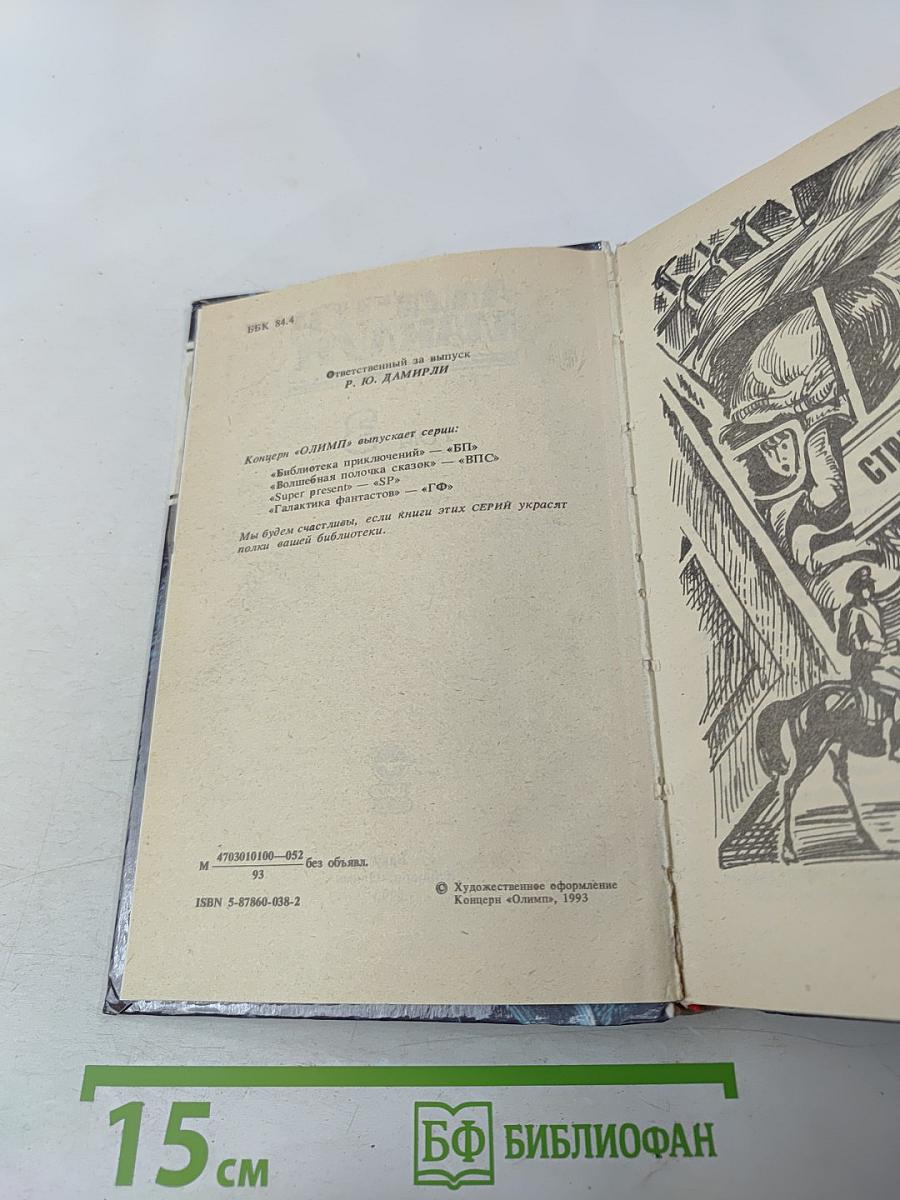 ББК 84.4
Ответственный за выпуск
Р. Ю. ДАМИРЛИ
Концерн «ОЛИМП» выпускает серии:
«Библиотека приключений» — «БП»
«Волшебная полочка сказок» — «ВПС»
«Super present» — «SP»
«Галактика фантастов» — «ГФ»
Мы будем счастливы, если книги этих СЕРИЙ украсят
полки вашей библиотеки.
М 4703010100—052
93
без объявл.
ISBN 5-87860-038-2
© Художественное оформление
Концерн «Олимп», 1993
СТР
15 см
БФ БИБЛИОФАН